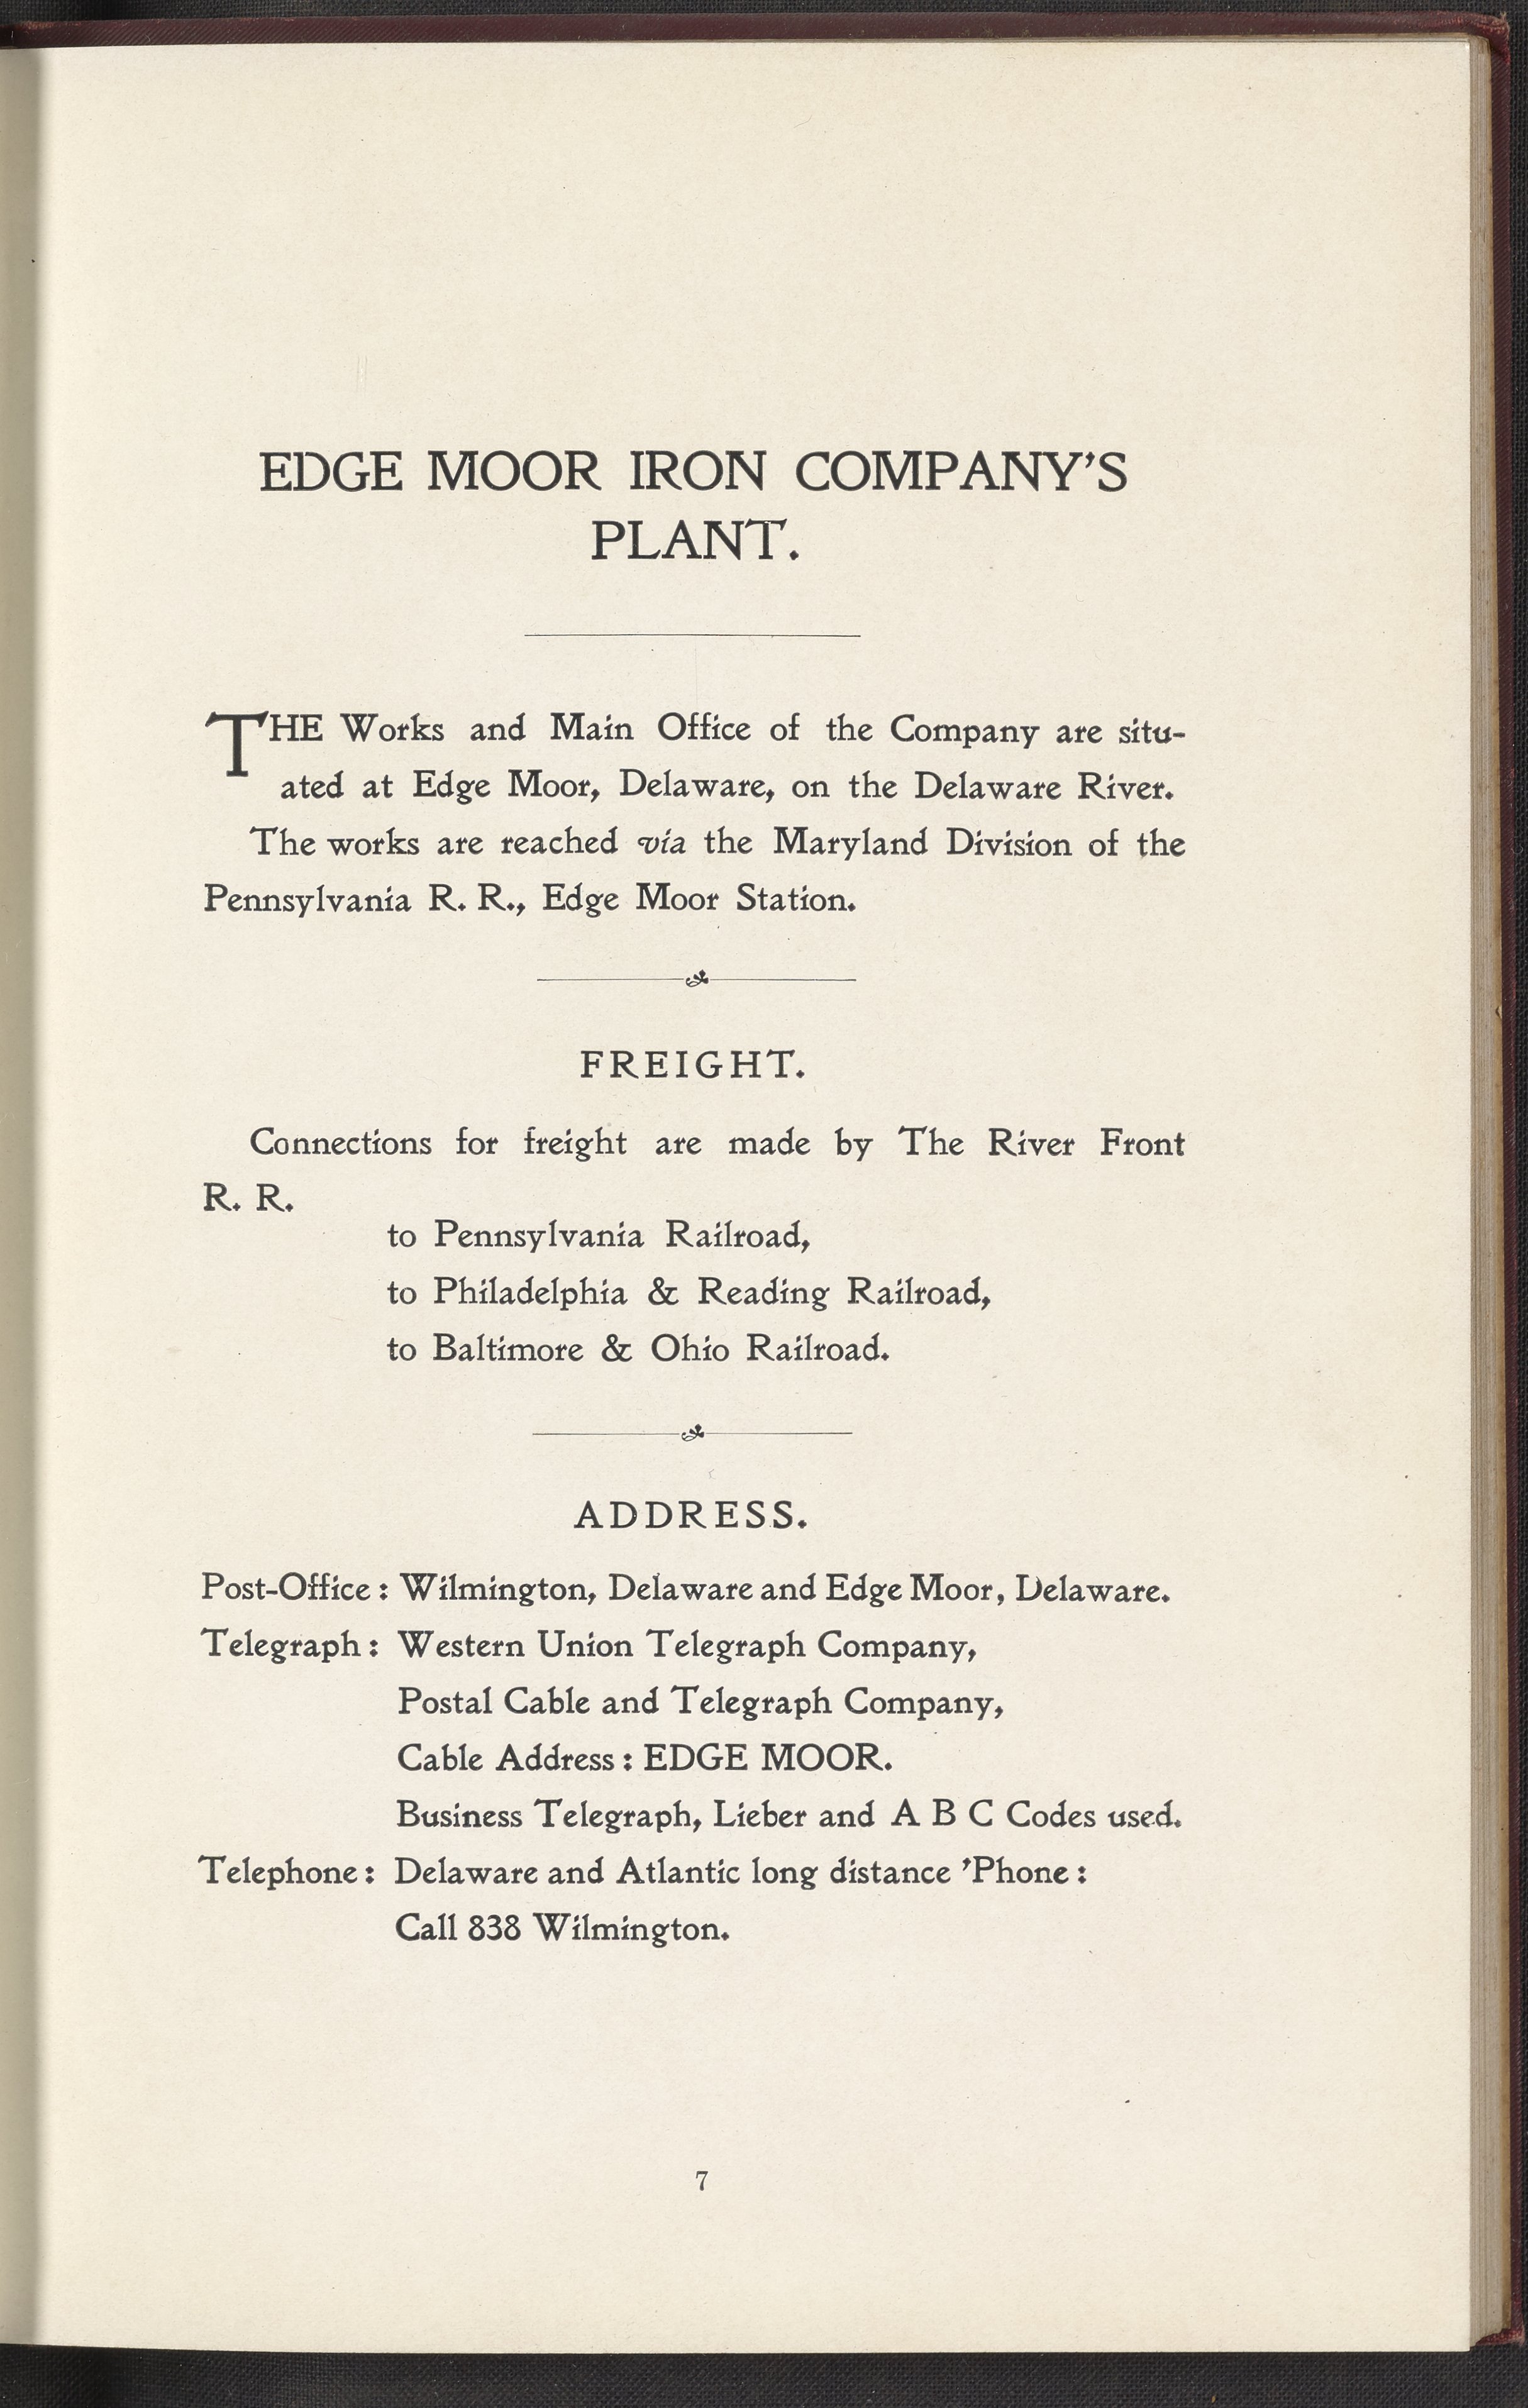 EDGE MOOR IRON COMPANY'S
PLANT.
THE Works and Main Office of the Company are situ-
ated at Edge Moor, Delaware, on the Delaware River.
The works are reached via the Maryland Division of the
Pennsylvania R. R., Edge Moor Station.
FREIGHT.
Connections for freight are made by The River Front
R. R.
to Pennsylvania Railroad,
to Philadelphia & Reading Railroad,
to Baltimore & Ohio Railroad.
ADDRESS.
Post-Office : Wilmington, Delaware and Edge Moor, Delaware.
Telegraph : Western Union Telegraph Company,
Postal Cable and Telegraph Company,
Cable Address : EDGE MOOR.
Business Telegraph, Lieber and A B C Codes used.
Telephone : Delaware and Atlantic long distance 'Phone :
Call 838 Wilmington.
7